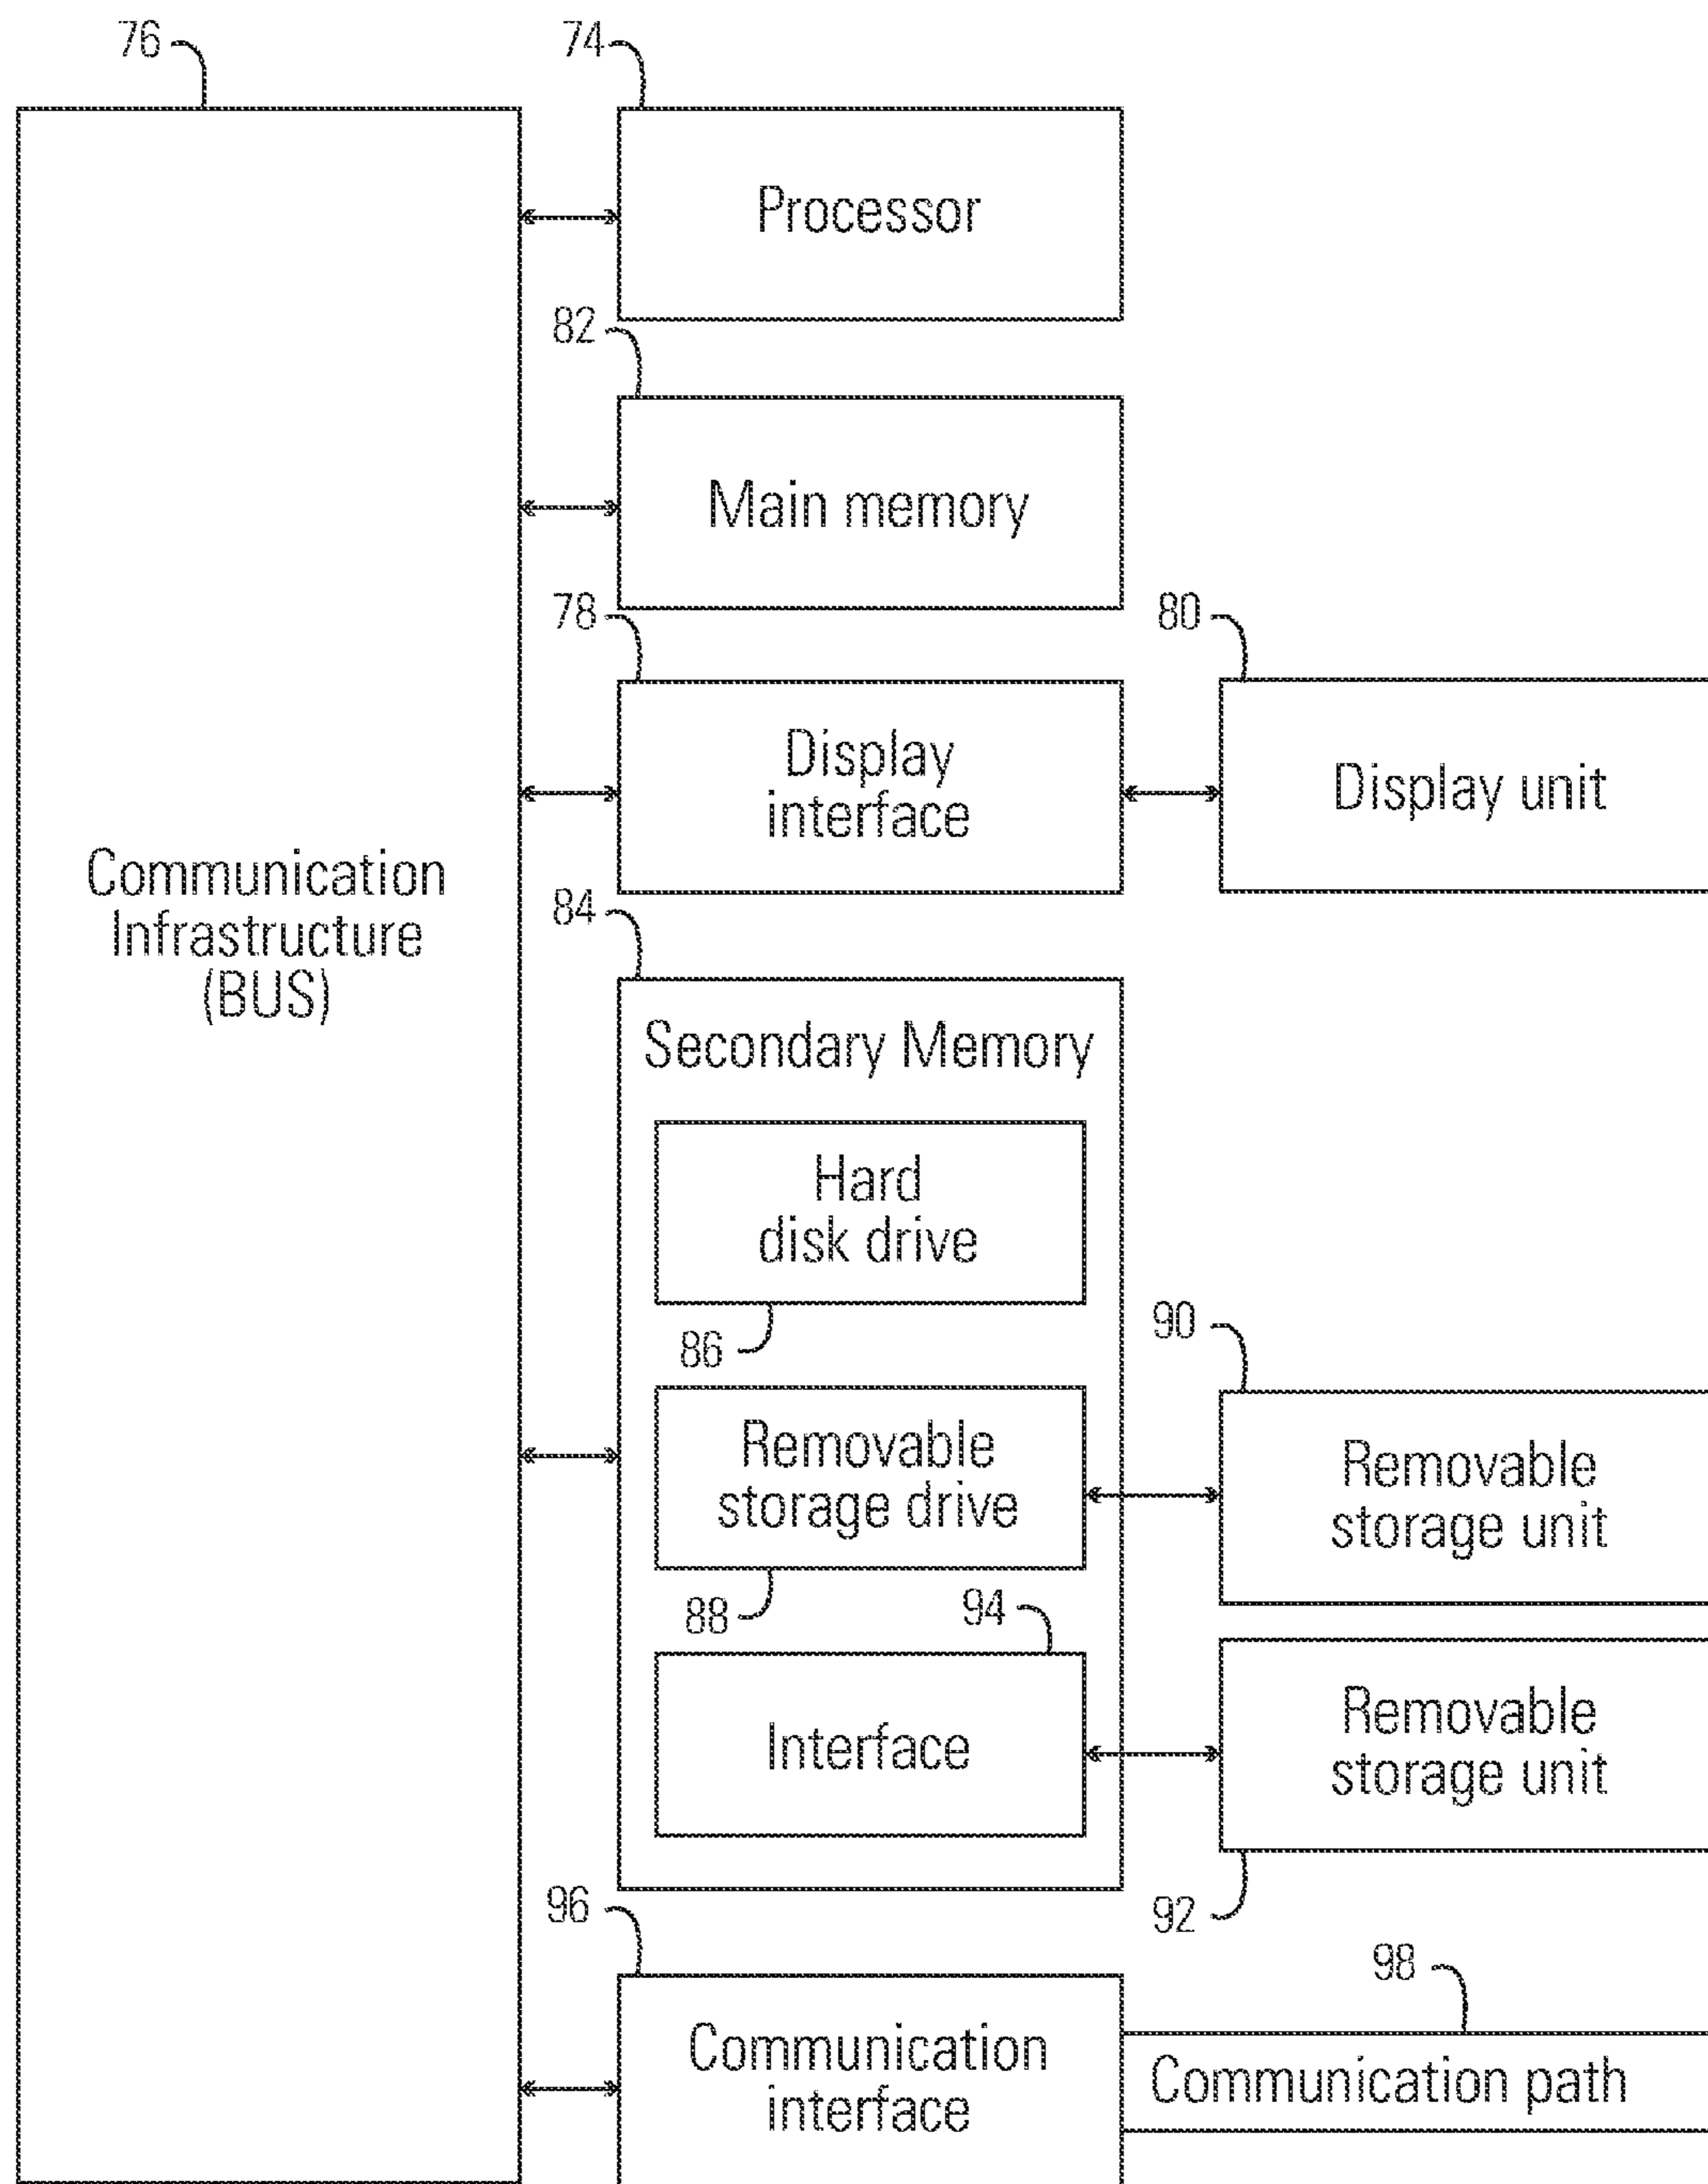 76
74
Processor
82
Main memory
78
80
Display
interface
Display unit
Communication
Infrastructure
(BUS)
84
Secondary Memory
Hard
disk drive
86
90
Removable
storage drive
Removable
storage unit
88
94
Interface
Removable
storage unit
92
96
98
Communication
interface
Communication path